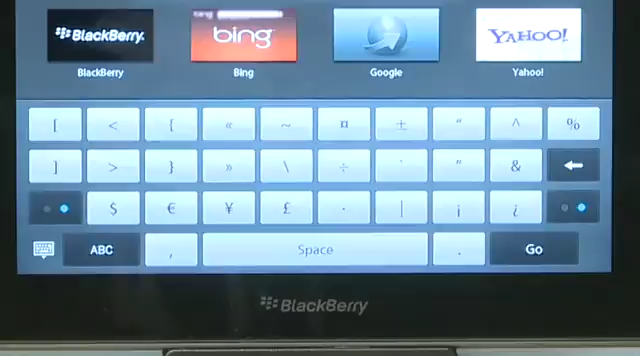 BlackBerry.
bing
YAHOO!
BlackBerry Bing Google Yahoo!
[ < { « ~ ¤ ± “ ^ %
] > } » \ ÷ ` ” &
$ € ¥ £ · | ¡ ¿
ABC , Space . Go
BlackBerry